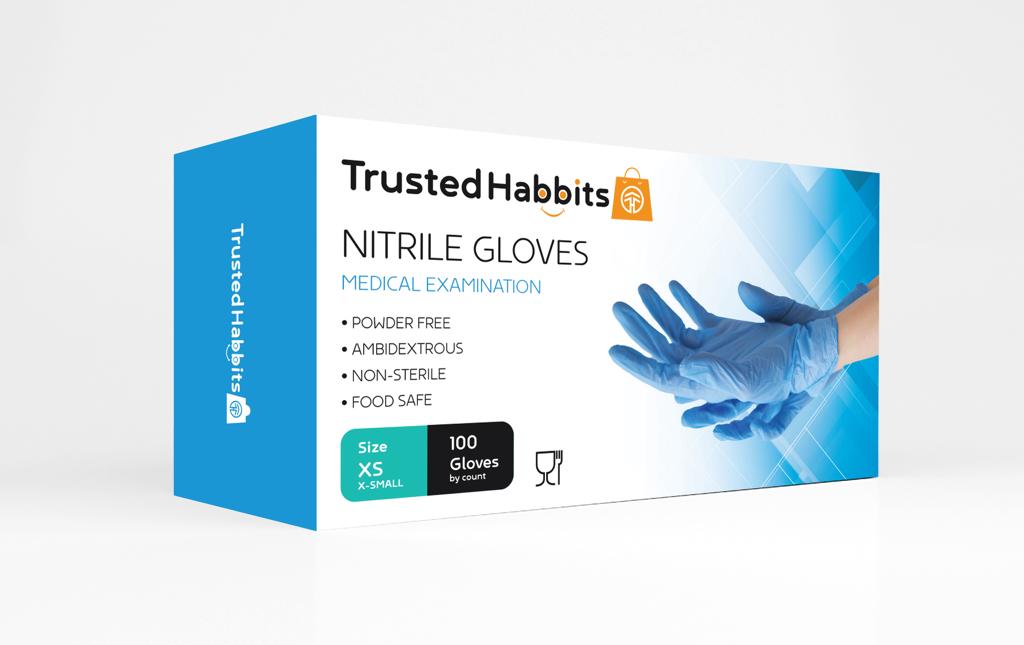 TrustedHabbits
TrustedHabbits
NITRILE GLOVES
MEDICAL EXAMINATION
• POWDER FREE
• AMBIDEXTROUS
• NON-STERILE
• FOOD SAFE
Size
XS
X-SMALL
100
Gloves
by count